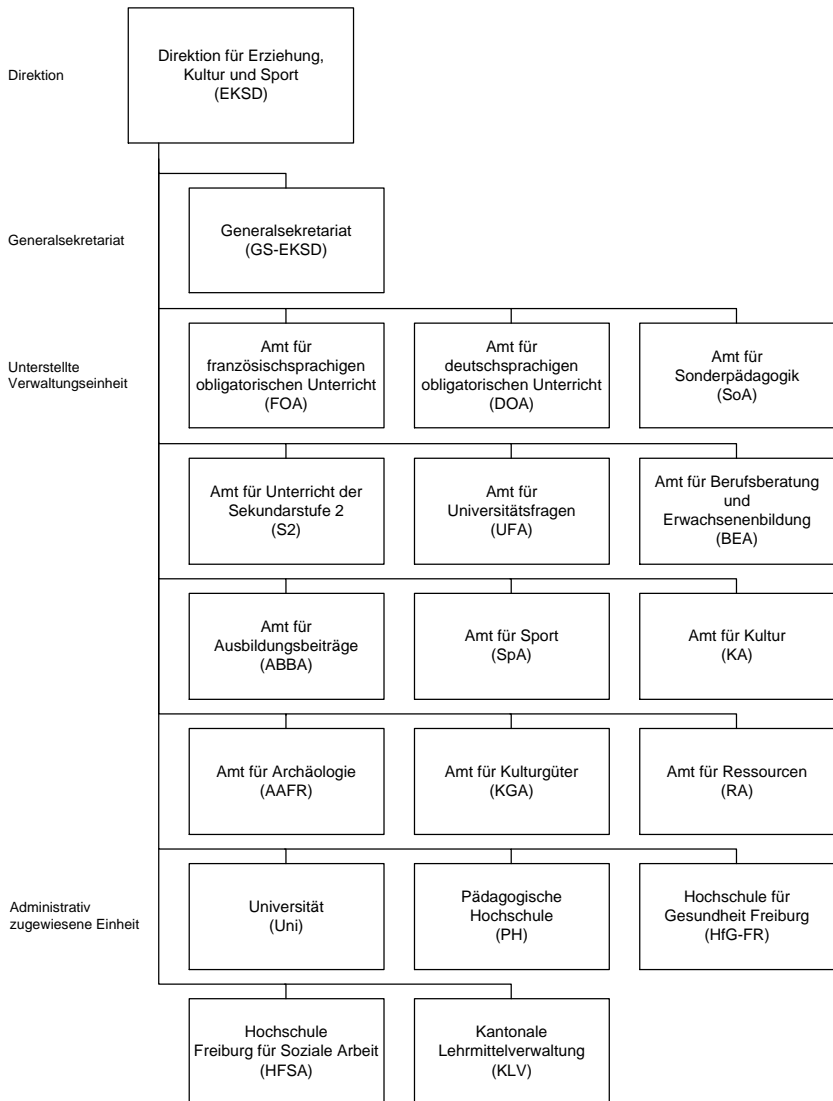 Direktion
Direktion für Erziehung,
Kultur und Sport
(EKSD)
Generalsekretariat
Generalsekretariat
(GS-EKSD)
Unterstellte
Verwaltungseinheit
Amt für
französischsprachigen
obligatorischen Unterricht
(FOA)
Amt für
deutschsprachigen
obligatorischen Unterricht
(DOA)
Amt für
Sonderpädagogik
(SoA)
Amt für Unterricht der
Sekundarstufe 2
(S2)
Amt für
Universitätsfragen
(UFA)
Amt für Berufsberatung
und
Erwachsenenbildung
(BEA)
Amt für
Ausbildungsbeiträge
(ABBA)
Amt für Sport
(SpA)
Amt für Kultur
(KA)
Amt für Archäologie
(AAFR)
Amt für Kulturgüter
(KGA)
Amt für Ressourcen
(RA)
Administrativ
zugewiesene Einheit
Universität
(Uni)
Pädagogische
Hochschule
(PH)
Hochschule für
Gesundheit Freiburg
(HfG-FR)
Hochschule
Freiburg für Soziale Arbeit
(HFSA)
Kantonale
Lehrmittelverwaltung
(KLV)